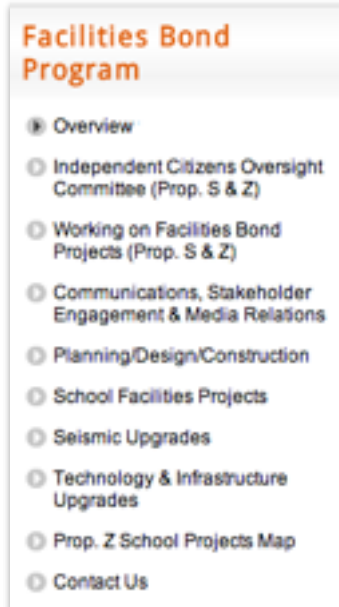 Facilities Bond
Program
Overview
Independent Citizens Oversight
Committee (Prop. S & Z)
Working on Facilities Bond
Projects (Prop. S & Z)
Communications, Stakeholder
Engagement & Media Relations
Planning/Design/Construction
School Facilities Projects
Seismic Upgrades
Technology & Infrastructure
Upgrades
Prop. Z School Projects Map
Contact Us